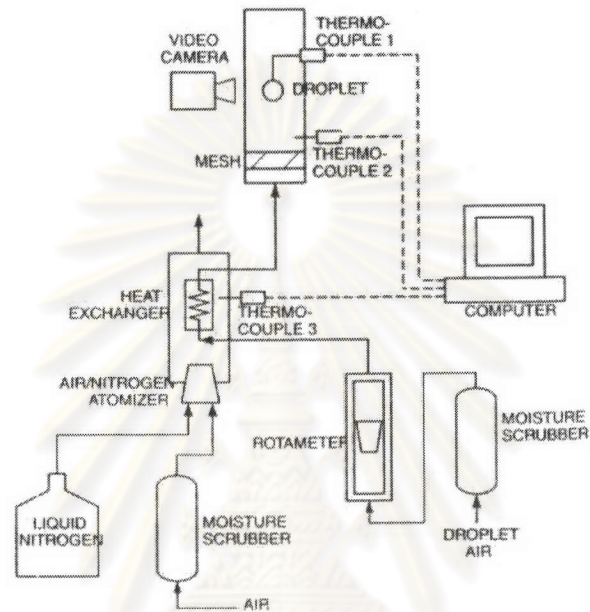 THERMO-
COUPLE 1
VIDEO
CAMERA
DROPLET
MESH
THERMO-
COUPLE 2
COMPUTER
HEAT
EXCHANGER
THERMO-
COUPLE 3
AIR/NITROGEN
ATOMIZER
ROTAMETER
MOISTURE
SCRUBBER
LIQUID
NITROGEN
MOISTURE
SCRUBBER
DROPLET
AIR
AIR